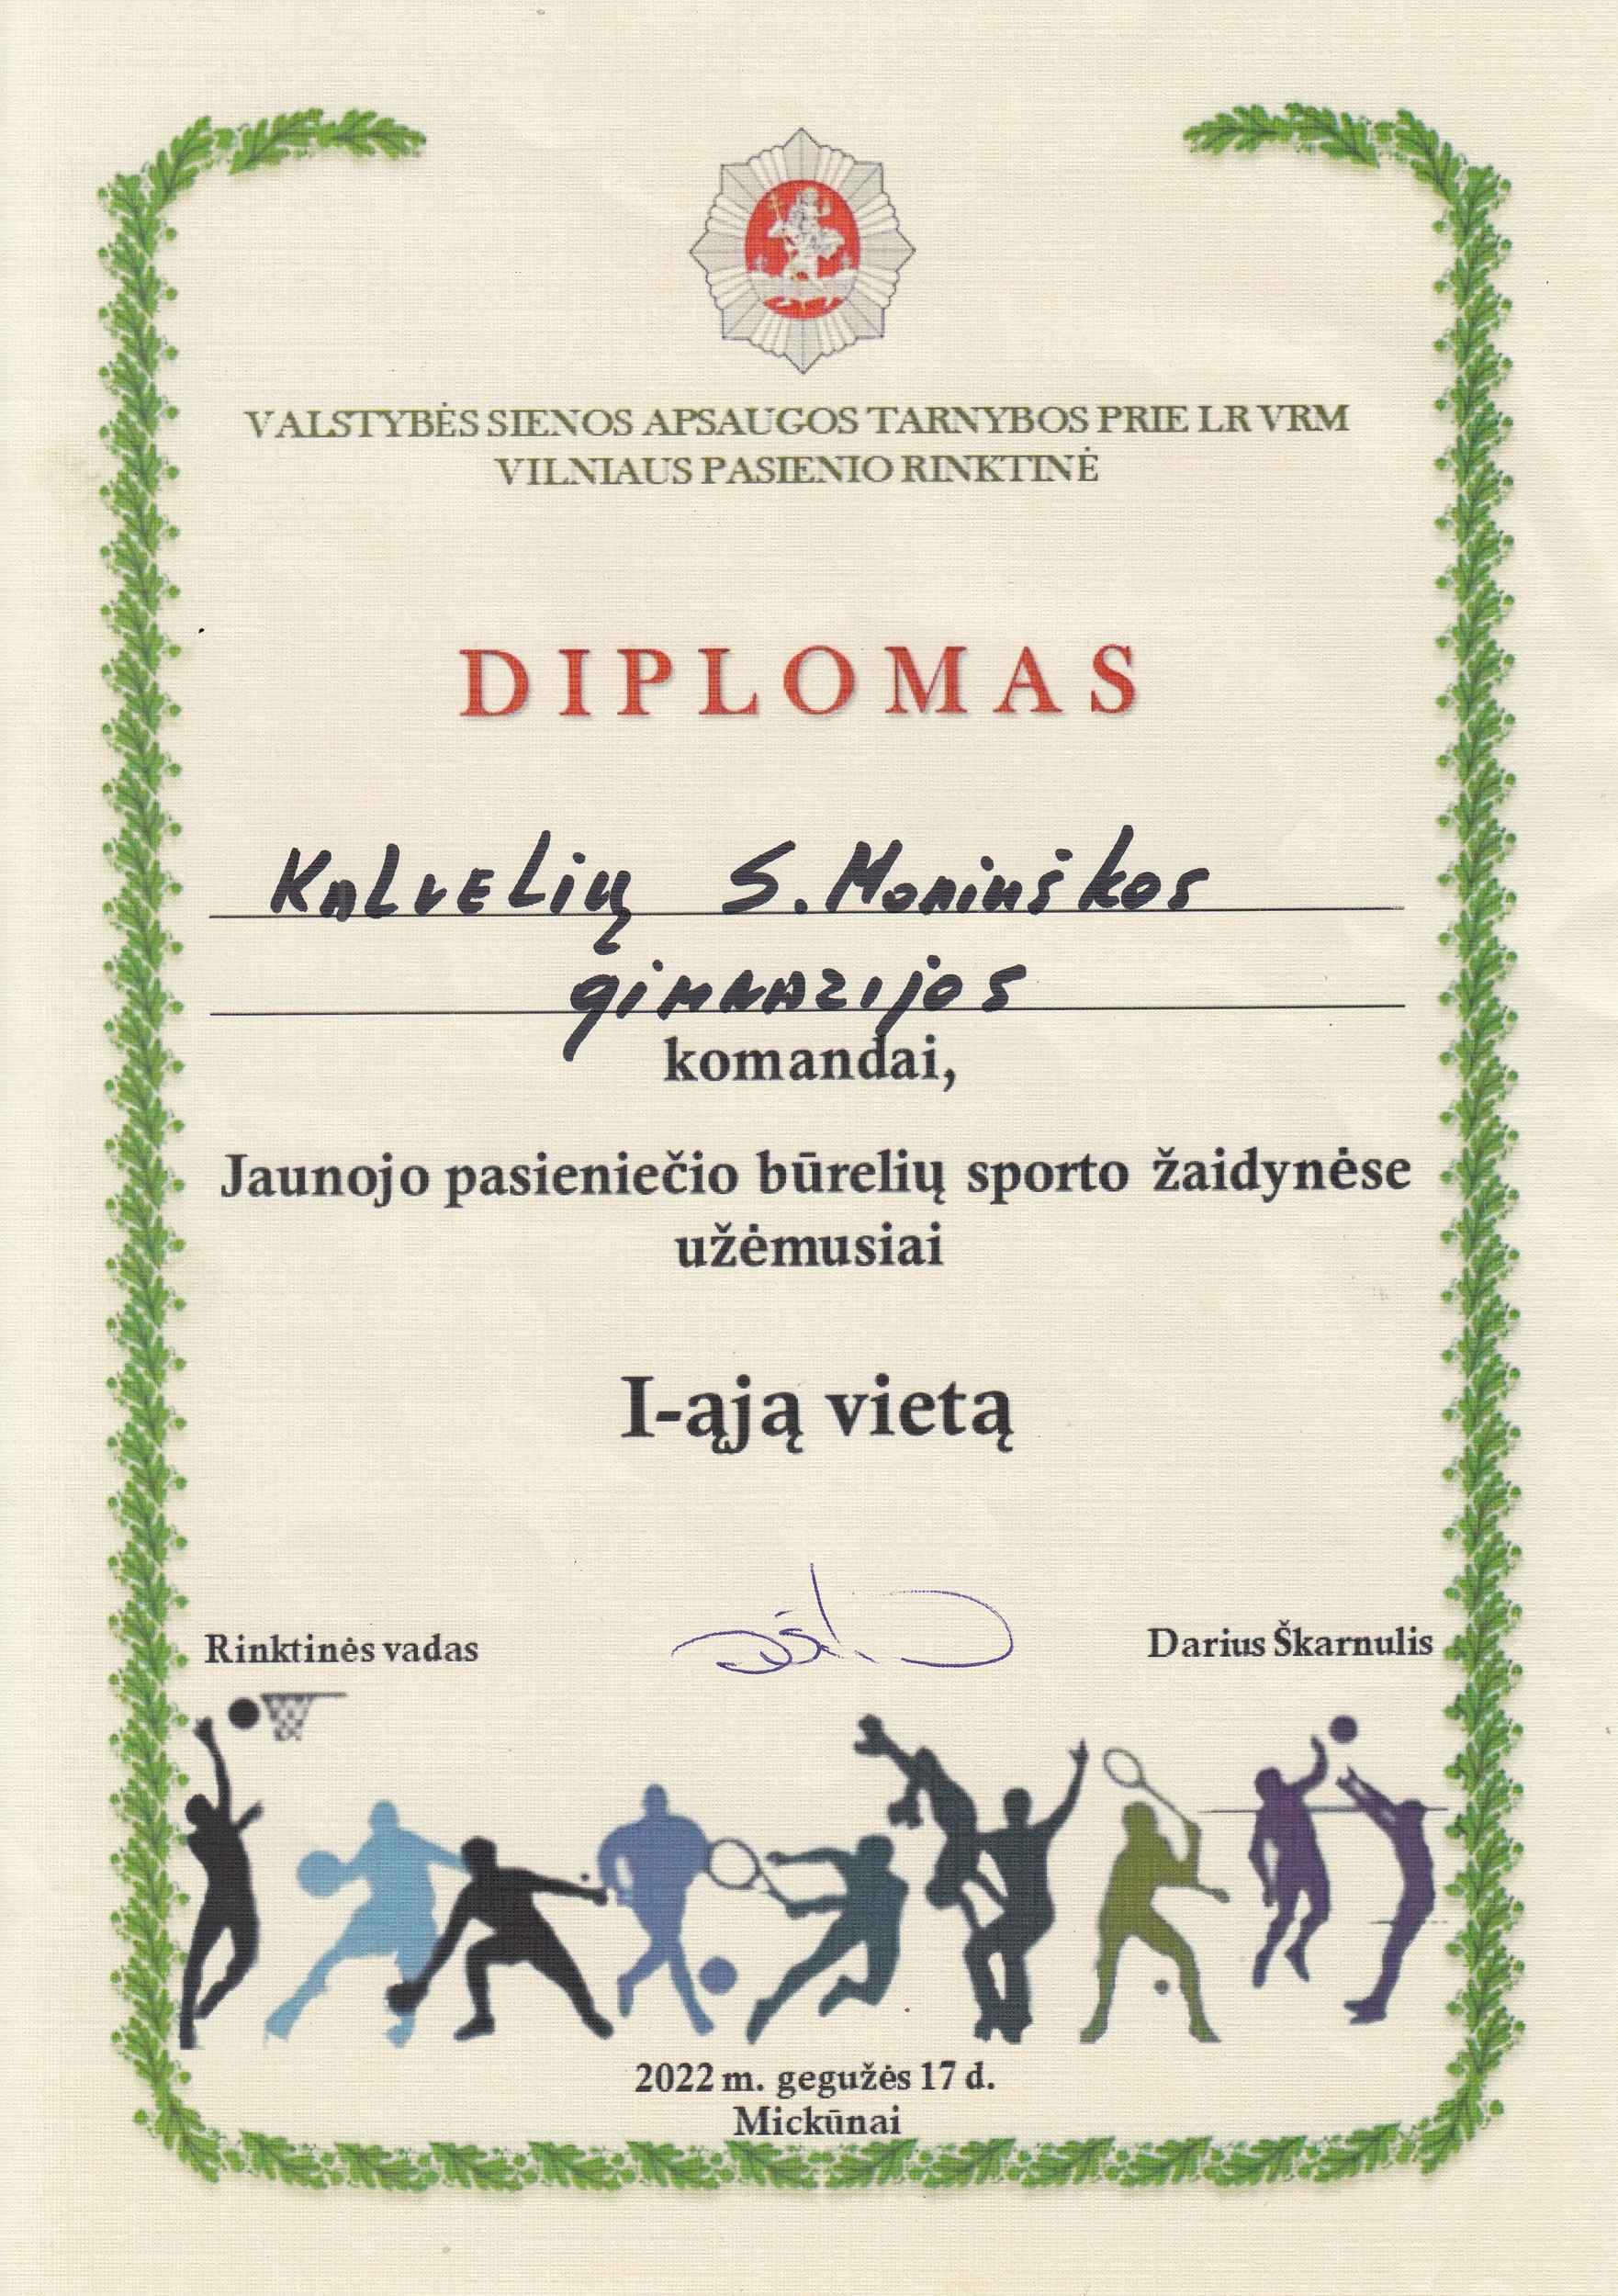 VALSTYBĖS SIENOS APSAUGOS TARNYBOS PRIE LR VRM
VILNIAUS PASIENIO RINKTINĖ
DIPLOMAS
Kalvelių S. Moniuškos
gimnazijos
komandai,
Jaunojo pasieniečio būrelių sporto žaidynėse
užėmusiai
I-ąją vietą
Rinktinės vadas Darius Škarnulis
2022 m. gegužės 17 d.
Mickūnai